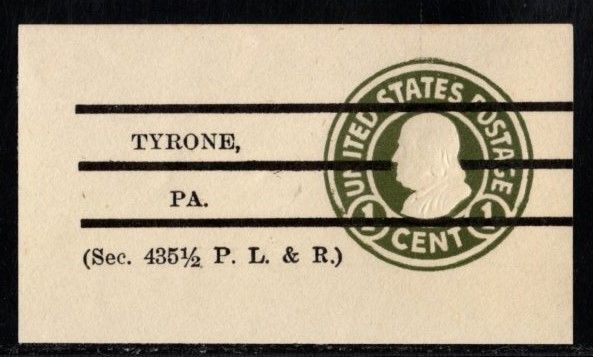 TYRONE,
PA.
(Sec. 435½ P. L. & R.)
UNITED STATES POSTAGE
1 CENT 1